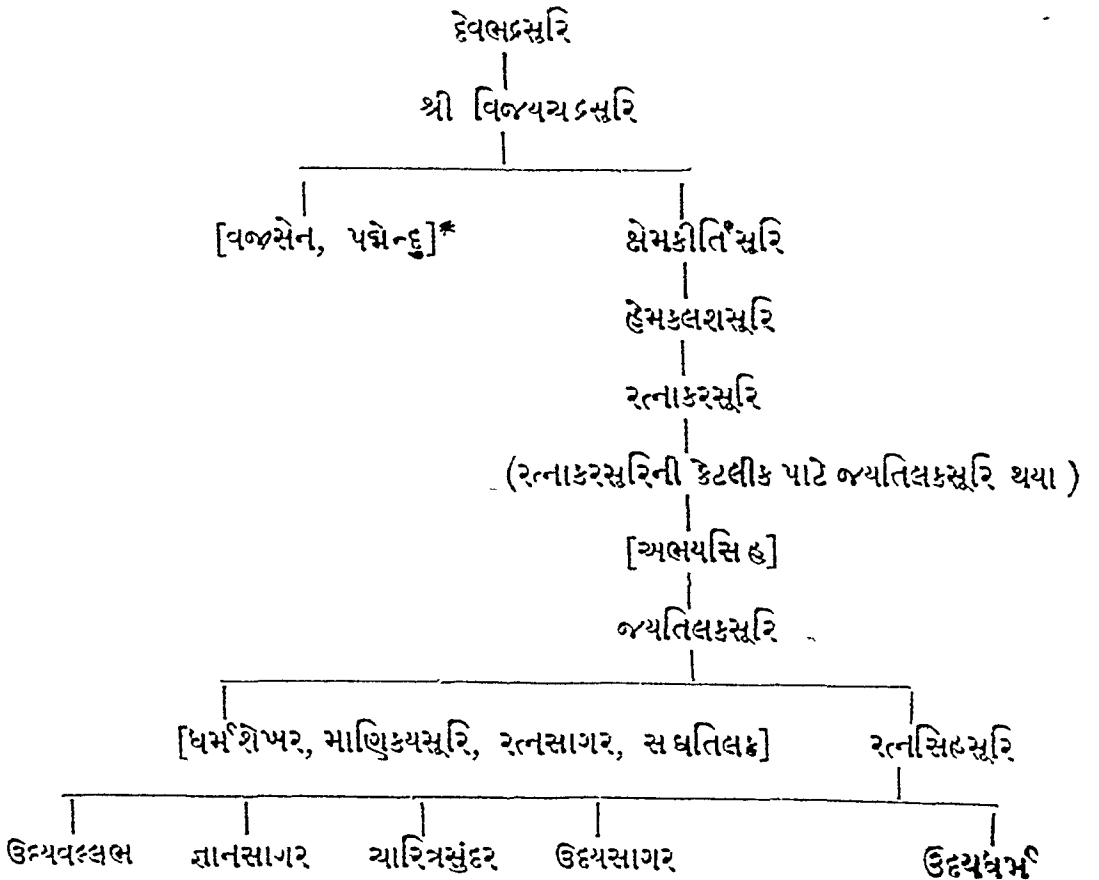 દેવભદ્રસુરિ
શ્રી વિજયચદ્રસુરિ
[વજ્રસેન, પદ્મેન્દુ]* ક્ષેમકીર્તિસૂરિ
હેમકલશસૂરિ
રત્નાકરસૂરિ
(રત્નાકરસુરિની કેટલીક પાટે જયતિલકસૂરિ થયા )
[અભયસિહ]
જયતિલકસૂરિ
[ધર્મશેખર, માણિક્યસૂરિ, રત્નસાગર, સઘતિલક] રત્નસિહસૂરિ
ઉદયવલ્લભ જ્ઞાનસાગર ચારિત્રસુંદર ઉદયસાગર ઉદયધર્મ